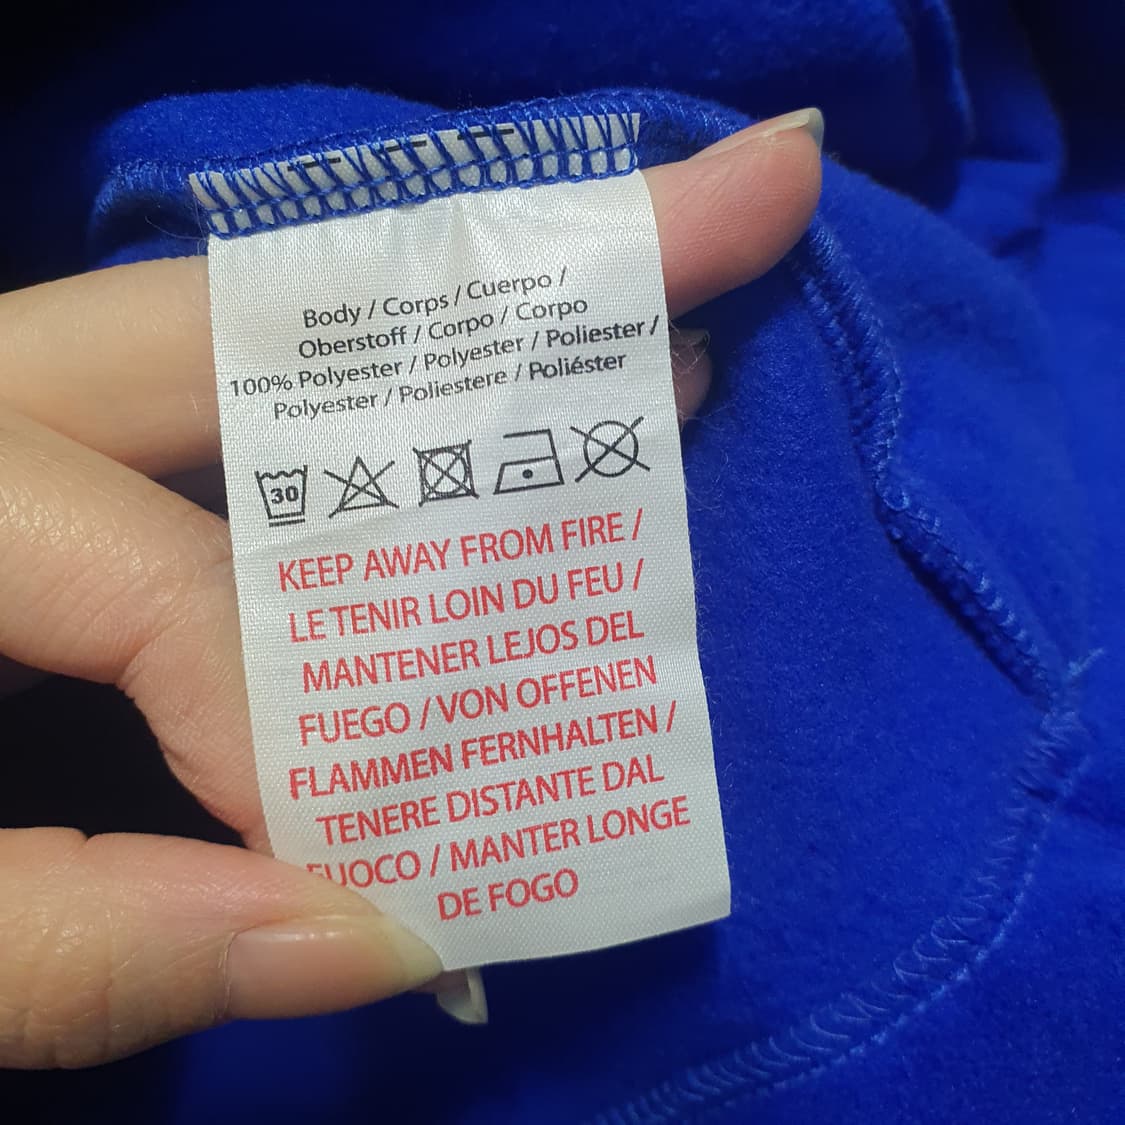 Body / Corps / Cuerpo /
Oberstoff / Corpo / Corpo
100% Polyester / Polyester / Poliester /
Polyester / Poliestere / Poliéster
30
KEEP AWAY FROM FIRE /
LE TENIR LOIN DU FEU /
MANTENER LEJOS DEL
FUEGO / VON OFFENEN
FLAMMEN FERNHALTEN /
TENERE DISTANTE DAL
FUOCO / MANTER LONGE
DE FOGO